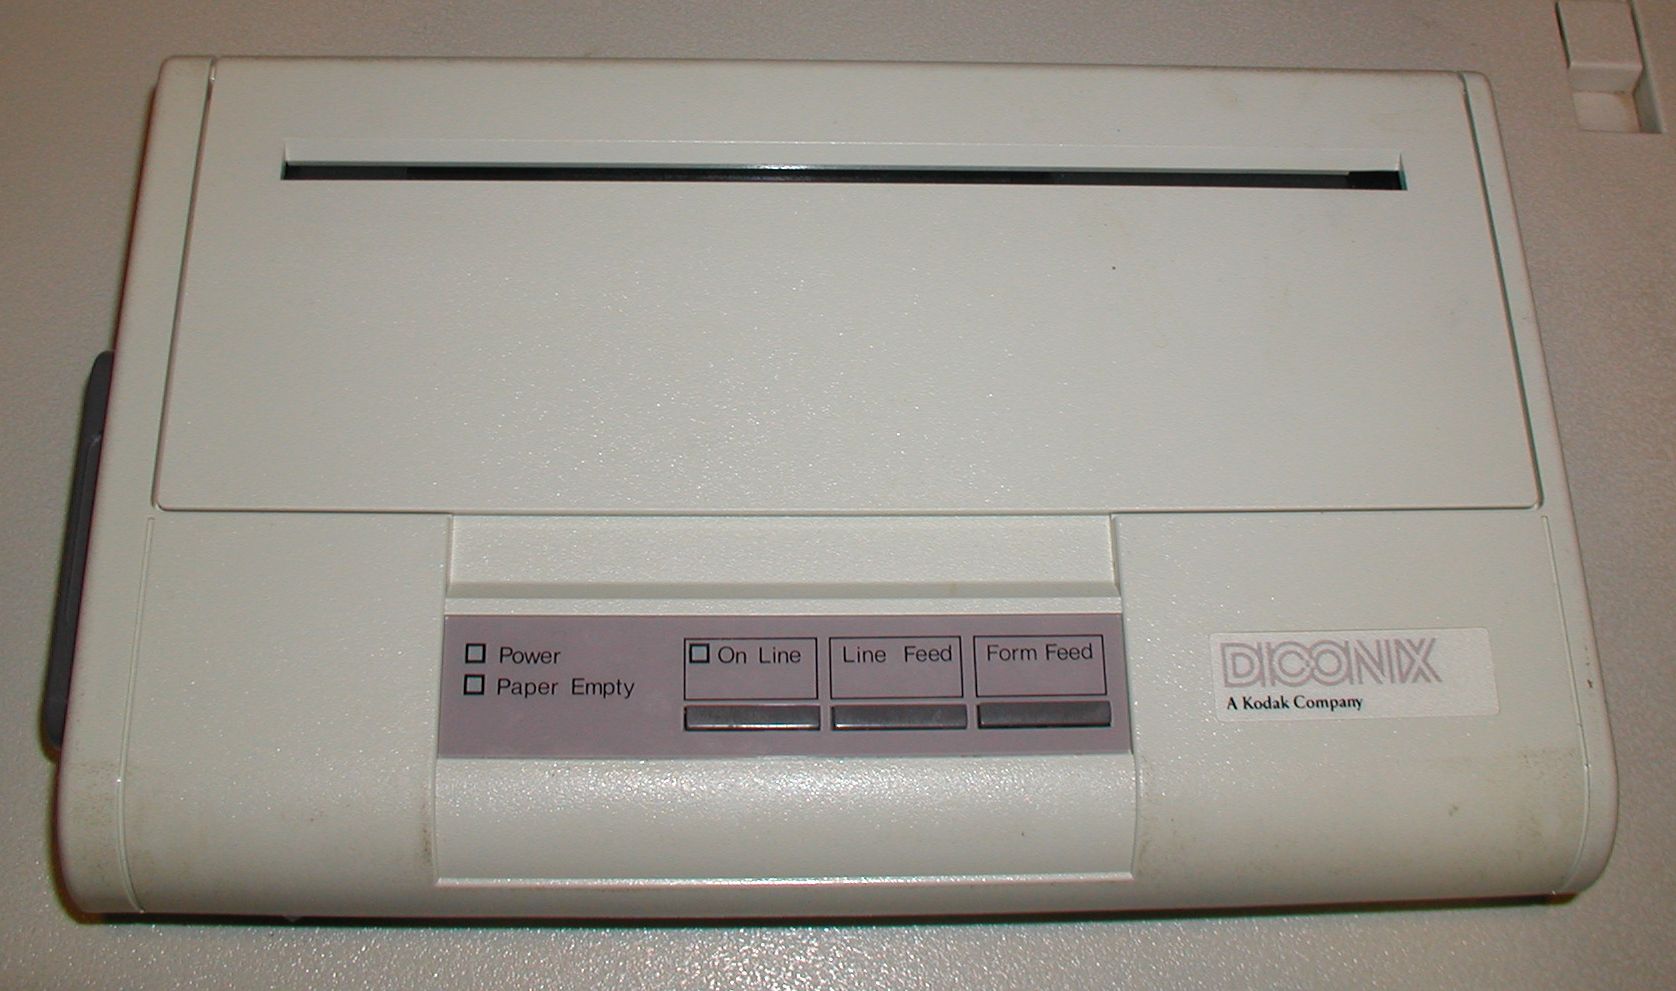 Power
Paper Empty
On Line
Line Feed
Form Feed
DICONIX
A Kodak Company